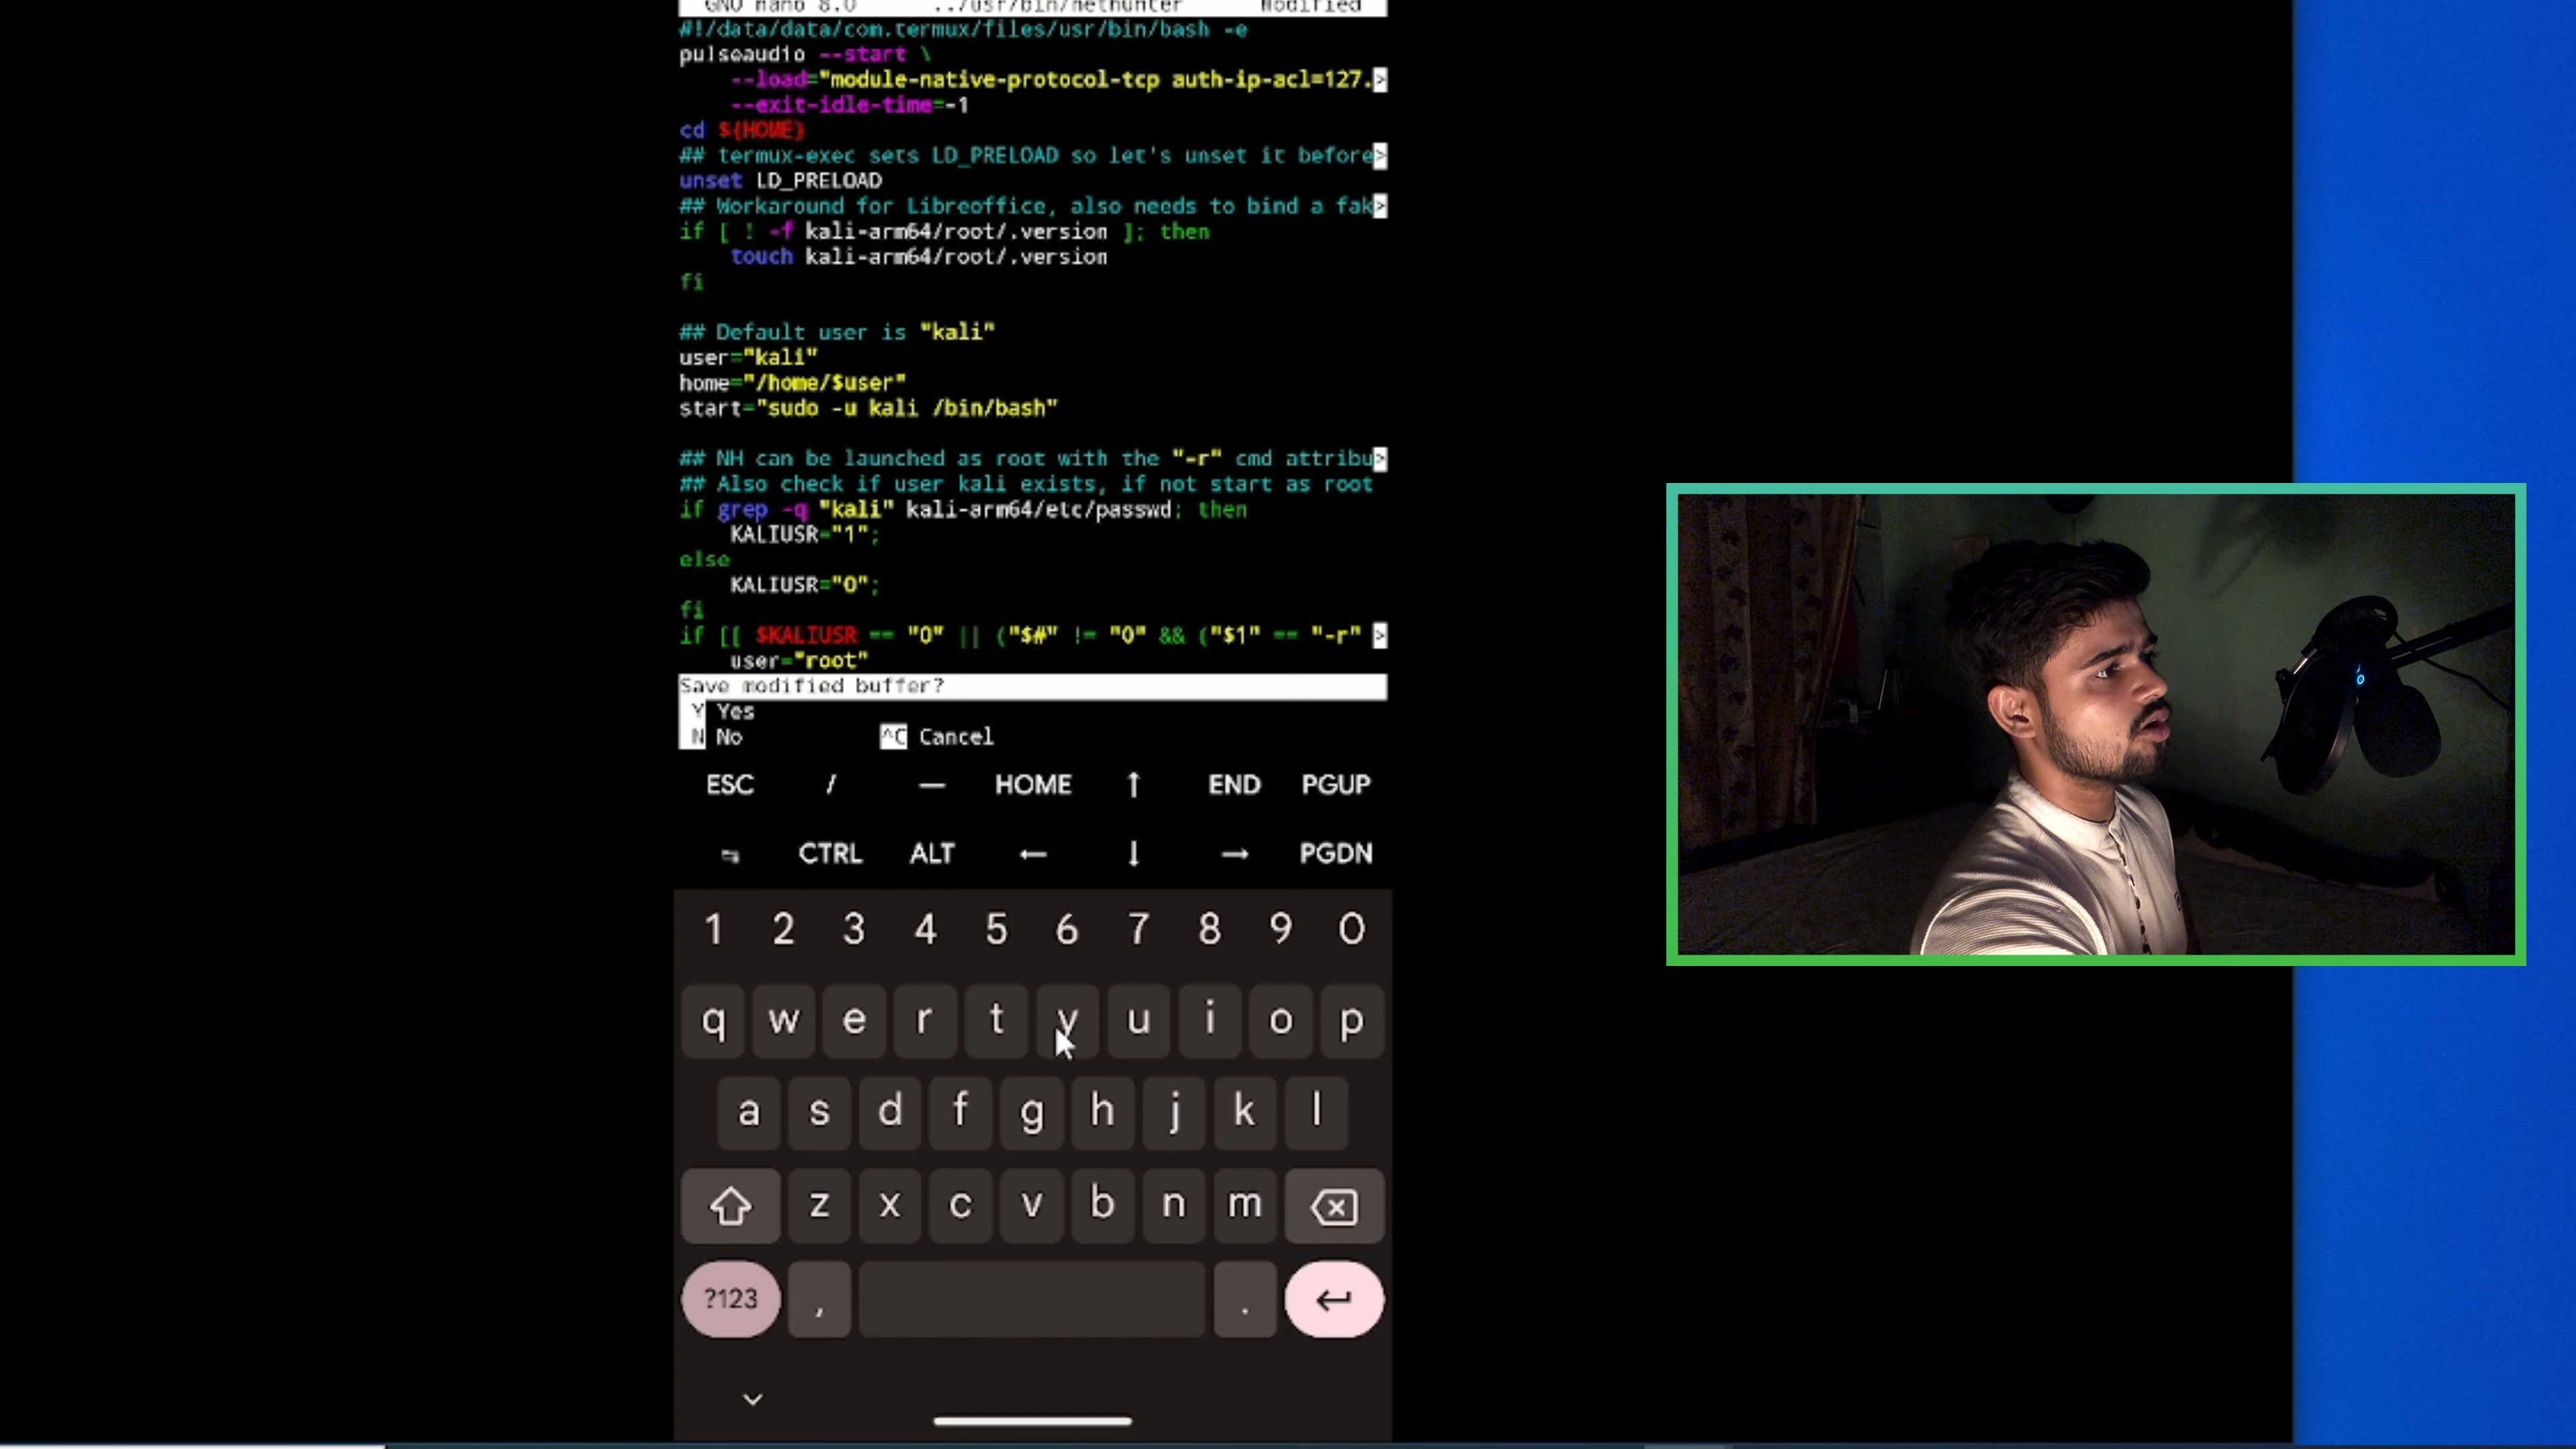 GNU nano 8.0 ../usr/bin/nethunter Modified
#!/data/data/com.termux/files/usr/bin/bash -e
pulseaudio --start \
--load="module-native-protocol-tcp auth-ip-acl=127.>
--exit-idle-time=-1
cd ${HOME}
## termux-exec sets LD_PRELOAD so let's unset it before>
unset LD_PRELOAD
## Workaround for Libreoffice, also needs to bind a fak>
if [ ! -f kali-arm64/root/.version ]; then
touch kali-arm64/root/.version
fi
## Default user is "kali"
user="kali"
home="/home/$user"
start="sudo -u kali /bin/bash"
## NH can be launched as root with the "-r" cmd attribu>
## Also check if user kali exists, if not start as root
if grep -q "kali" kali-arm64/etc/passwd; then
KALIUSR="1";
else
KALIUSR="0";
fi
if [[ $KALIUSR == "0" || ("$#" != "0" && ("$1" == "-r" >
user="root"
Save modified buffer?
Y Yes
N No ^C Cancel
ESC / — HOME ↑ END PGUP
⇆ CTRL ALT ← ↓ → PGDN
1 2 3 4 5 6 7 8 9 0
q w e r t y u i o p
a s d f g h j k l
z x c v b n m
?123 , .